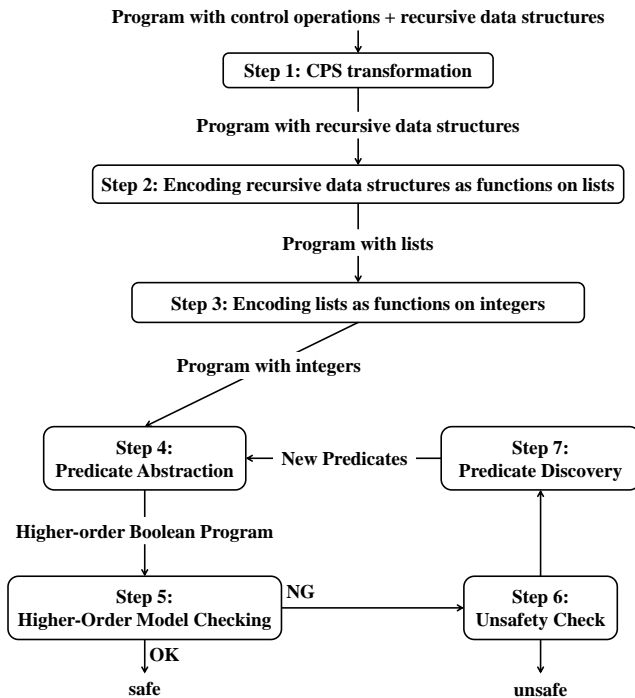 Program with control operations + recursive data structures
Step 1: CPS transformation
Program with recursive data structures
Step 2: Encoding recursive data structures as functions on lists
Program with lists
Step 3: Encoding lists as functions on integers
Program with integers
Step 4:
Predicate Abstraction
New Predicates
Step 7:
Predicate Discovery
Higher-order Boolean Program
Step 5:
Higher-Order Model Checking
NG
Step 6:
Unsafety Check
OK
safe
unsafe